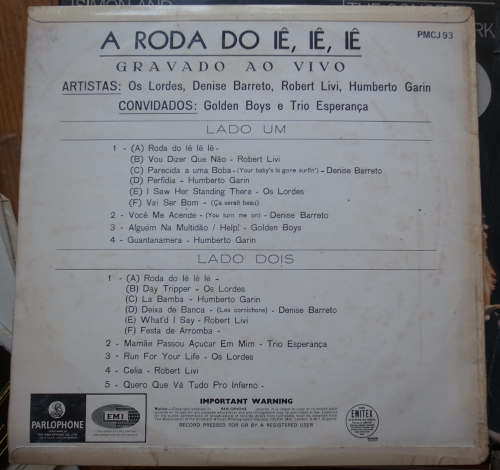 SIMON AND
A RODA DO IÊ, IÊ, IÊ
PMCJ 93
GRAVADO AO VIVO
ARTISTAS: Os Lordes, Denise Barreto, Robert Livi, Humberto Garin
CONVIDADOS: Golden Boys e Trio Esperança
LADO UM
1 - (A) Roda do Iê Iê Iê-
(B) Vou Dizer Que Não - Robert Livi
(C) Parecida a uma Boba - (Your baby's gone surfin') - Denise Barreto
(D) Perfidia - Humberto Garin
(E) I Saw Her Standing There - Os Lordes
(F) Vai Ser Bom - (Ça serait beau)
2 - Você Me Acende - (You turn me on) - Denise Barreto
3 - Alguém Na Multidão / Help! - Golden Boys
4 - Guantanamera - Humberto Garin
LADO DOIS
1 - (A) Roda do Iê Iê Iê -
(B) Day Tripper - Os Lordes
(C) La Bamba - Humberto Garin
(D) Deixa de Banca - (Les cornichons) - Denise Barreto
(E) What'd I Say - Robert Livi
(F) Festa de Arromba -
2 - Mamãe Passou Açucar Em Mim - Trio Esperança
3 - Run For Your Life - Os Lordes
4 - Celia - Robert Livi
5 - Quero Que Vá Tudo Pro Inferno -
IMPORTANT WARNING
RECORD PRESSED FOR OR BY A REGISTERED USER
PARLOPHONE
EMI
EMITEX